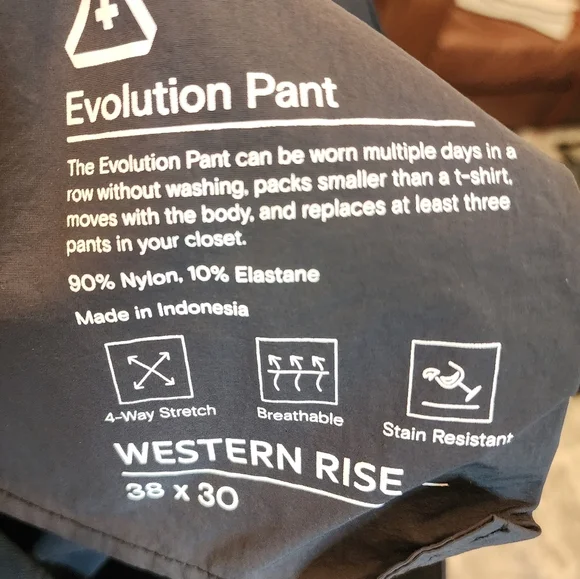 Evolution Pant
The Evolution Pant can be worn multiple days in a
row without washing, packs smaller than a t-shirt,
moves with the body, and replaces at least three
pants in your closet.
90% Nylon, 10% Elastane
Made in Indonesia
4-Way Stretch Breathable Stain Resistant
WESTERN RISE
38 x 30